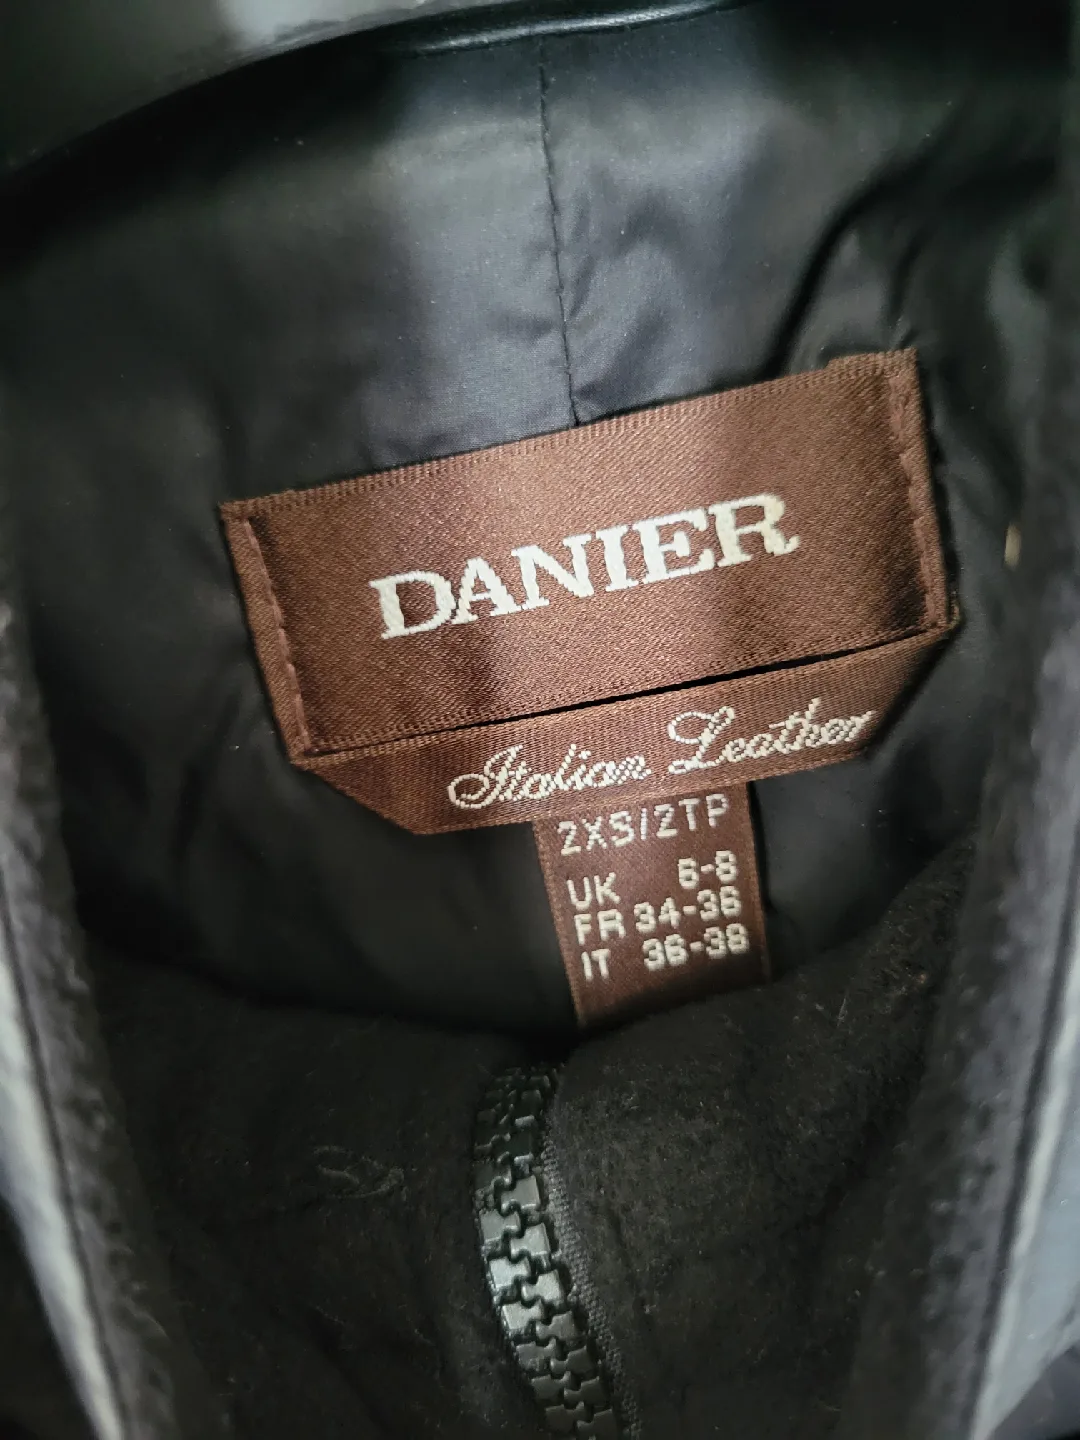 DANIER
Italian Leather
2XS/2TP
UK 6-8
FR 34-36
IT 36-38